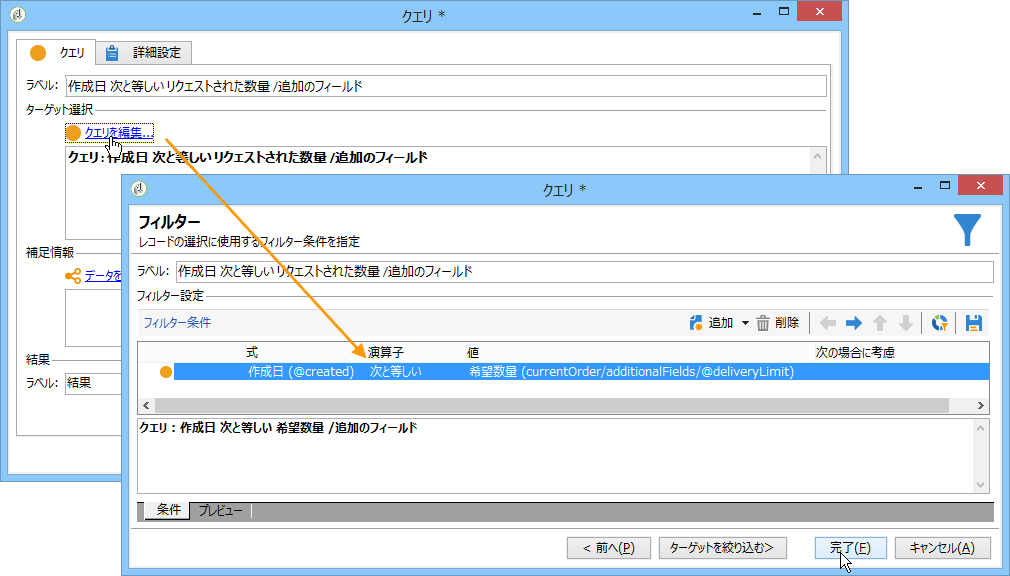 クエリ *
クエリ 詳細設定
ラベル: 作成日 次と等しい リクエストされた数量 /追加のフィールド
ターゲット選択
クエリを編集...
クエリ: 作成日 次と等しい リクエストされた数量 /追加のフィールド
補足情報
データを
結果
ラベル: 結果
クエリ *
フィルター
レコードの選択に使用するフィルター条件を指定
ラベル: 作成日 次と等しい リクエストされた数量 /追加のフィールド
フィルター設定
フィルター条件 追加 削除
式 演算子 値 次の場合に考慮
作成日 (@created) 次と等しい 希望数量 (currentOrder/additionalFields/@deliveryLimit)
クエリ : 作成日 次と等しい 希望数量 /追加のフィールド
条件 プレビュー
< 前へ(P) ターゲットを絞り込む> 完了(F) キャンセル(A)